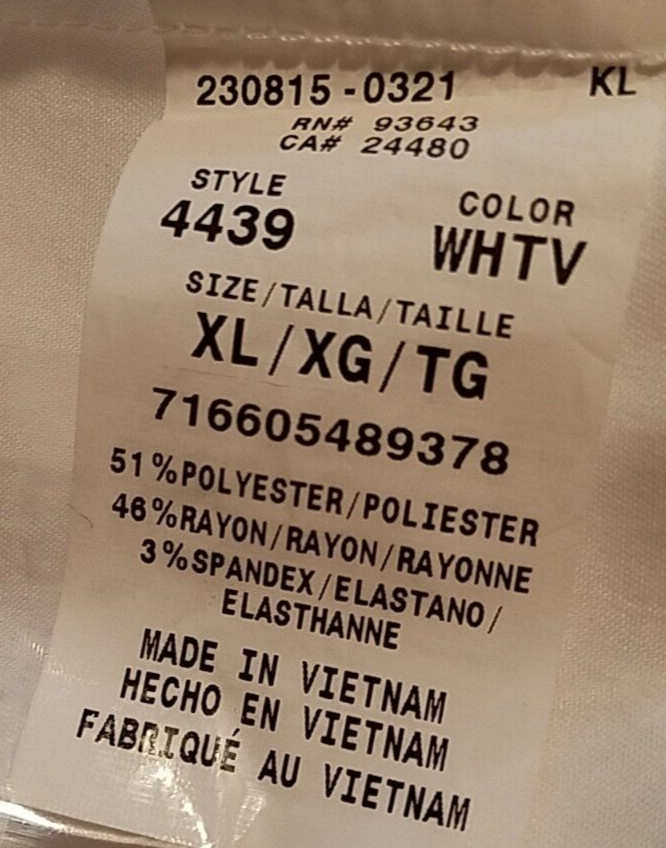 230815-0321 KL
RN# 93643
CA# 24480
STYLE COLOR
4439 WHTV
SIZE/TALLA/TAILLE
XL/XG/TG
716605489378
51%POLYESTER/POLIESTER
46%RAYON/RAYON/RAYONNE
3%SPANDEX/ELASTANO/
ELASTHANNE
MADE IN VIETNAM
HECHO EN VIETNAM
FABRIQUÉ AU VIETNAM